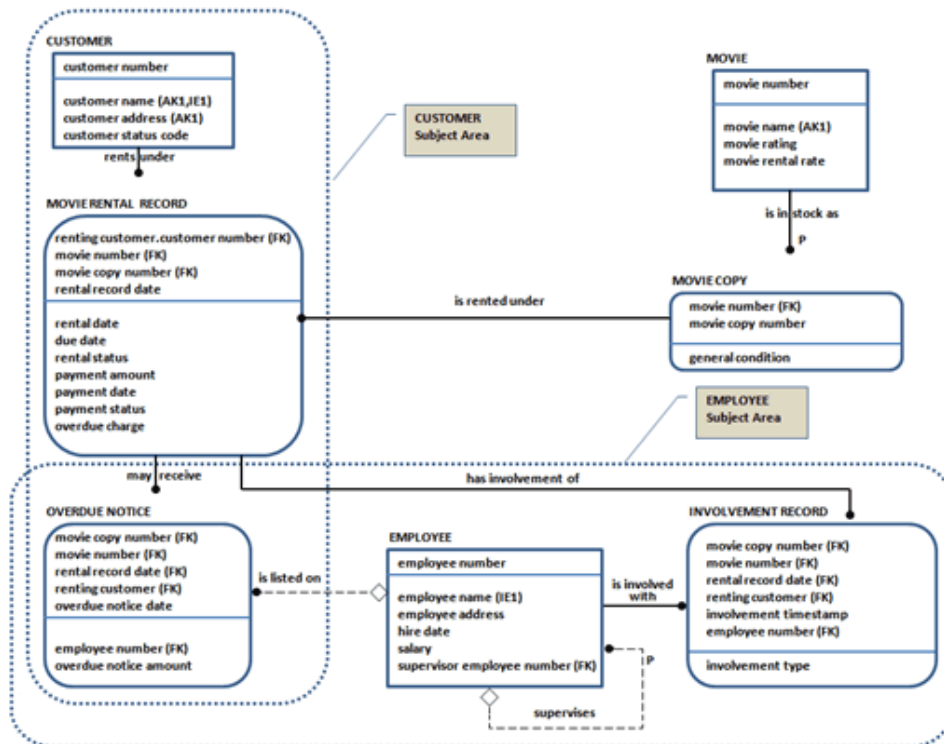 CUSTOMER
customer number
customer name (AK1,IE1)
customer address (AK1)
customer status code
rents under
CUSTOMER
Subject Area
MOVIE
movie number
movie name (AK1)
movie rating
movie rental rate
is in stock as
P
MOVIE RENTAL RECORD
renting customer.customer number (FK)
movie number (FK)
movie copy number (FK)
rental record date
rental date
due date
rental status
payment amount
payment date
payment status
overdue charge
is rented under
MOVIE COPY
movie number (FK)
movie copy number
general condition
EMPLOYEE
Subject Area
may receive
has involvement of
OVERDUE NOTICE
movie copy number (FK)
movie number (FK)
rental record date (FK)
renting customer (FK)
overdue notice date
employee number (FK)
overdue notice amount
is listed on
EMPLOYEE
employee number
employee name (IE1)
employee address
hire date
salary
supervisor employee number (FK)
is involved
with
P
supervises
INVOLVEMENT RECORD
movie copy number (FK)
movie number (FK)
rental record date (FK)
renting customer (FK)
involvement timestamp
employee number (FK)
involvement type